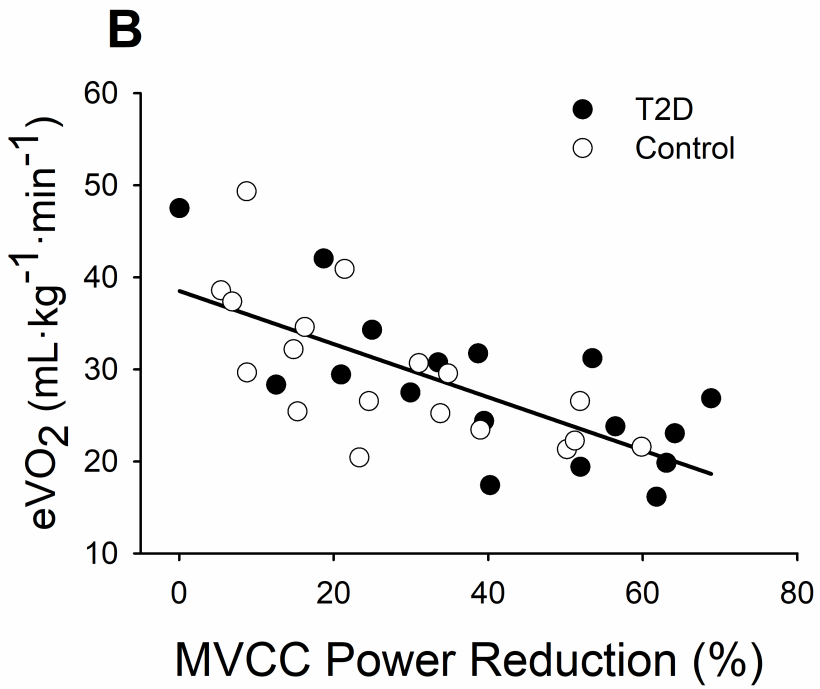 B
60
50
40
30
20
10
eVO₂ (mL·kg⁻¹·min⁻¹)
T2D
Control
0 20 40 60 80
MVCC Power Reduction (%)